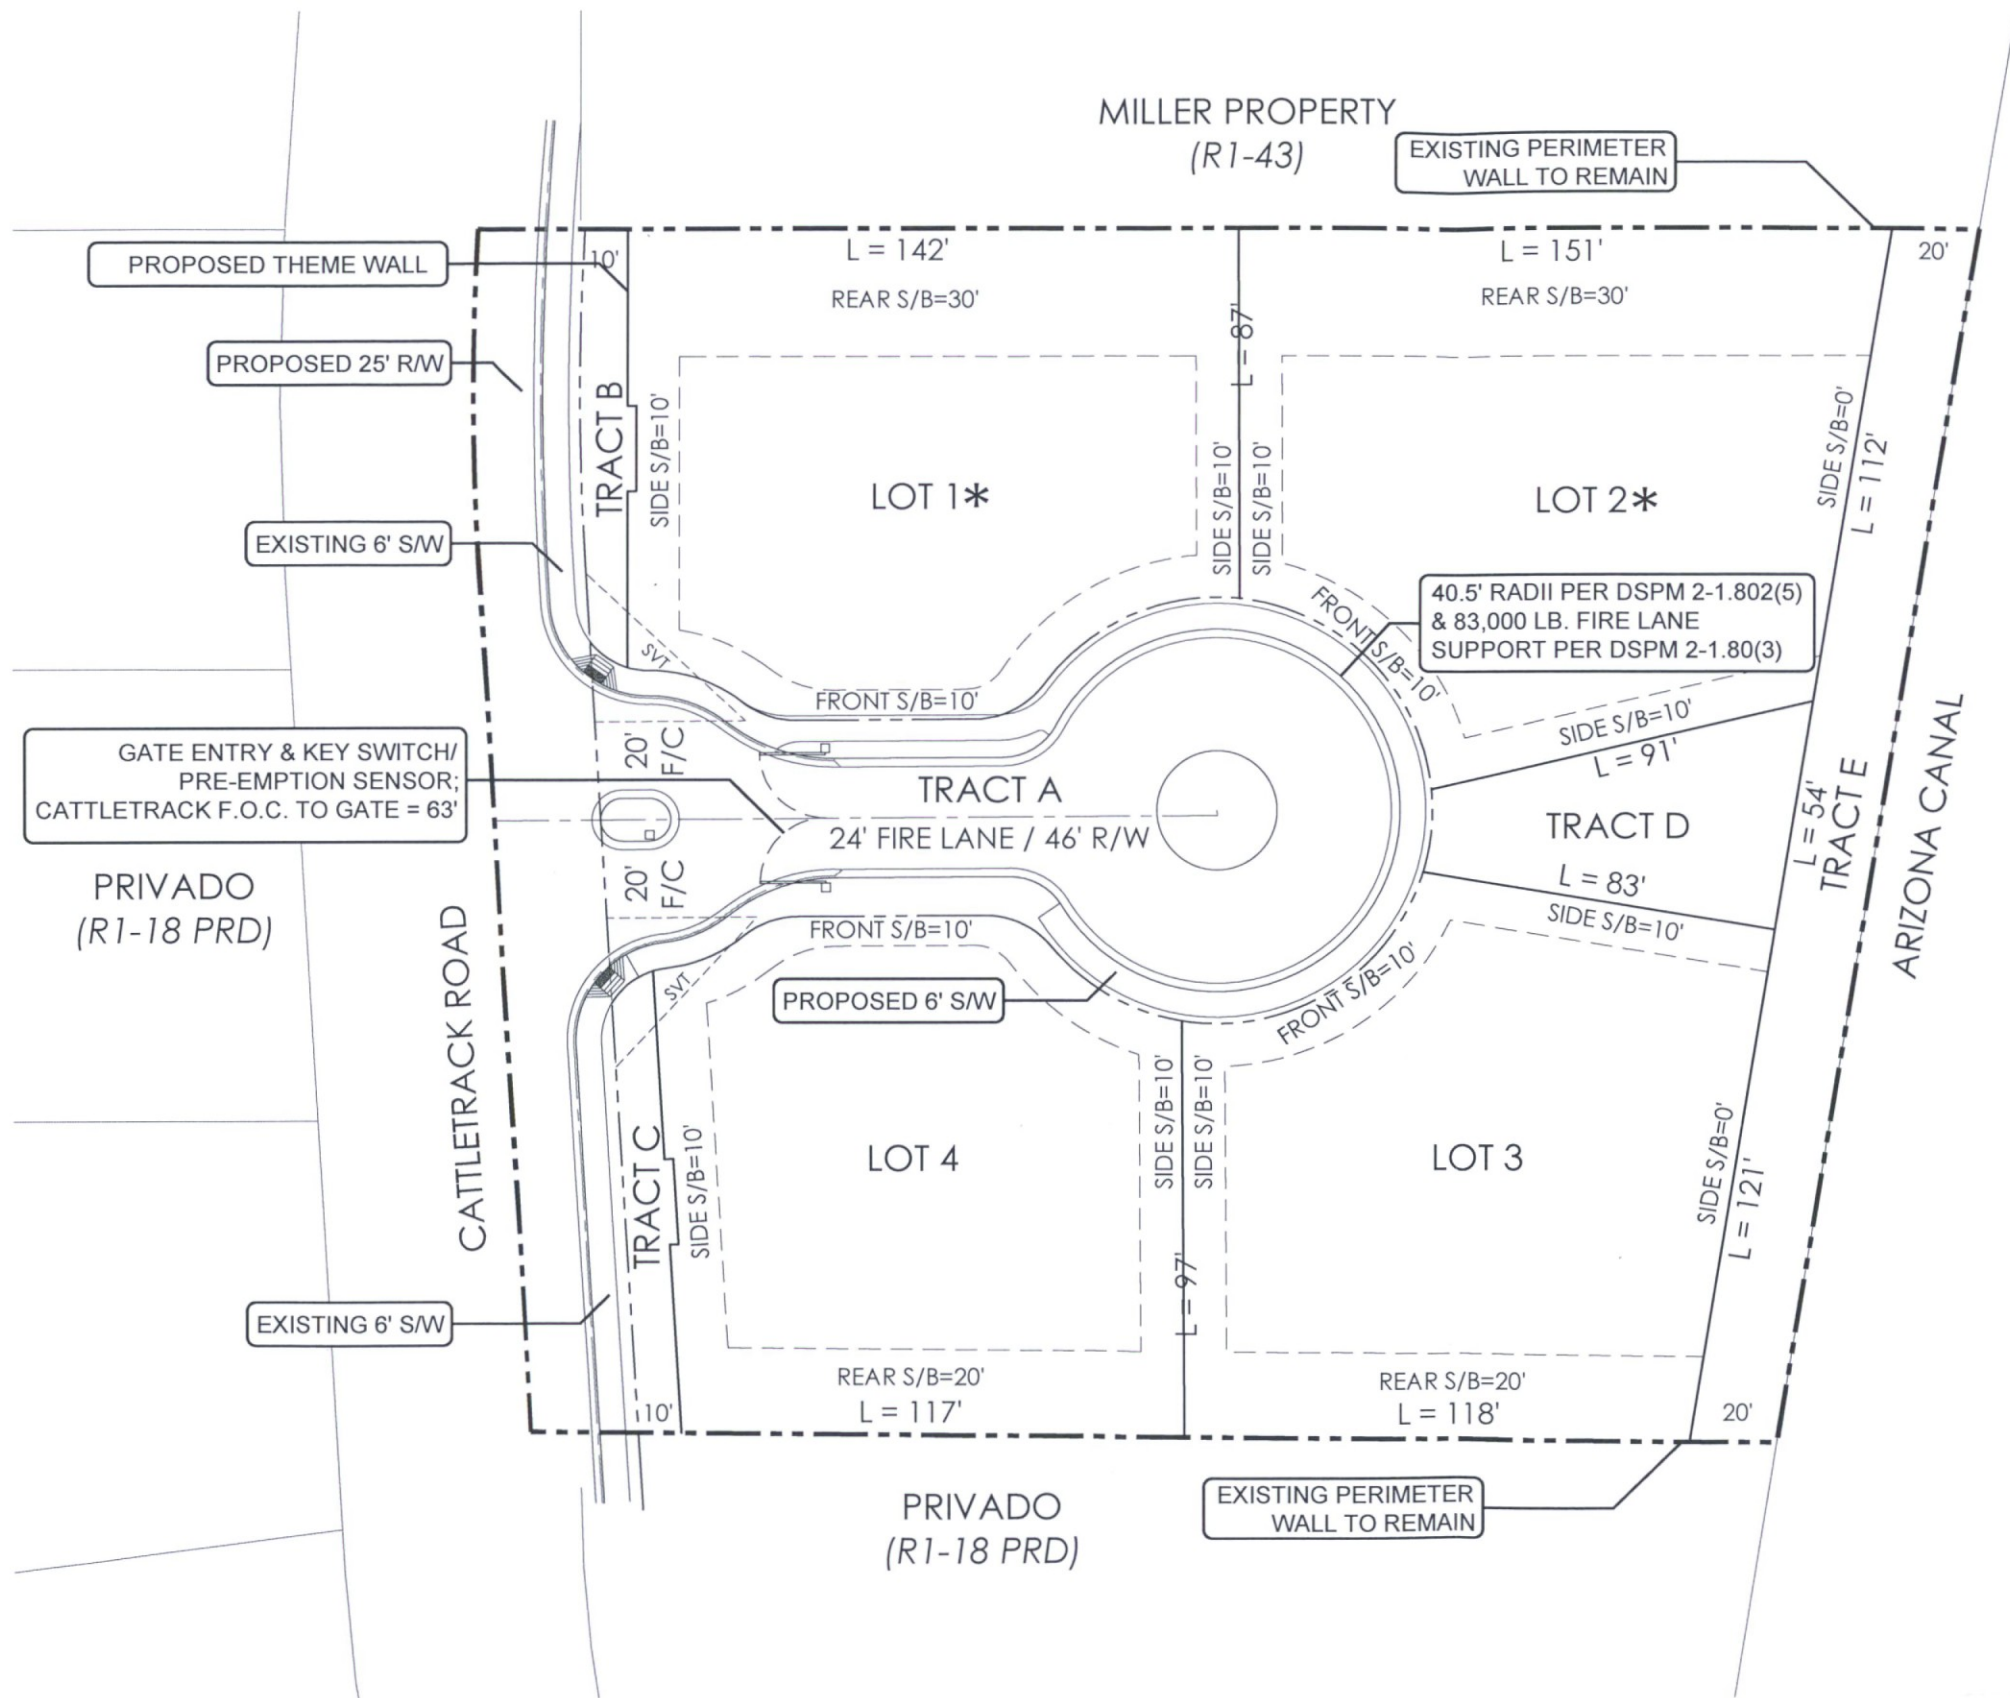 MILLER PROPERTY
(R1-43)
EXISTING PERIMETER
WALL TO REMAIN
PROPOSED THEME WALL
10'
L = 142'
L = 151'
20'
REAR S/B=30'
REAR S/B=30'
PROPOSED 25' R/W
L = 87'
TRACT B
SIDE S/B=10'
LOT 1*
SIDE S/B=10'
SIDE S/B=10'
LOT 2*
SIDE S/B=0'
L = 112'
EXISTING 6' S/W
40.5' RADII PER DSPM 2-1.802(5)
& 83,000 LB. FIRE LANE
SUPPORT PER DSPM 2-1.80(3)
SVT
FRONT S/B=10'
FRONT S/B=10'
SIDE S/B=10'
L = 91'
GATE ENTRY & KEY SWITCH/
PRE-EMPTION SENSOR;
CATTLETRACK F.O.C. TO GATE = 63'
20'
F/C
TRACT A
24' FIRE LANE / 46' R/W
TRACT D
L = 54'
TRACT E
ARIZONA CANAL
20'
F/C
PRIVADO
(R1-18 PRD)
L = 83'
SIDE S/B=10'
CATTLETRACK ROAD
FRONT S/B=10'
FRONT S/B=10'
SVT
PROPOSED 6' S/W
TRACT C
SIDE S/B=10'
LOT 4
SIDE S/B=10'
SIDE S/B=10'
LOT 3
SIDE S/B=0'
L = 121'
L = 97'
EXISTING 6' S/W
REAR S/B=20'
L = 117'
REAR S/B=20'
L = 118'
10'
20'
PRIVADO
(R1-18 PRD)
EXISTING PERIMETER
WALL TO REMAIN